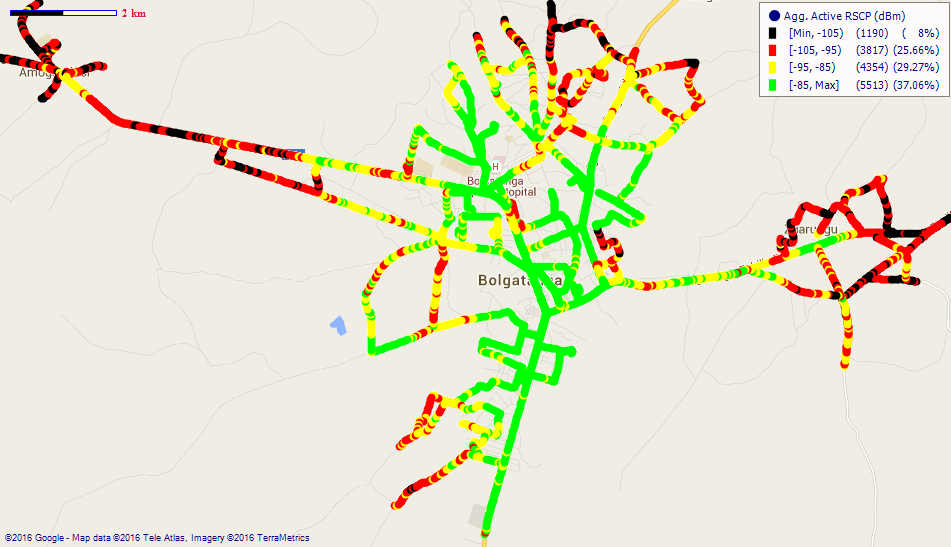 2 km
Agg. Active RSCP (dBm)
[Min, -105) (1190) ( 8%)
[-105, -95) (3817) (25.66%)
[-95, -85) (4354) (29.27%)
[-85, Max] (5513) (37.06%)
H
Bolgatanga
©2016 Google - Map data ©2016 Tele Atlas, Imagery ©2016 TerraMetrics